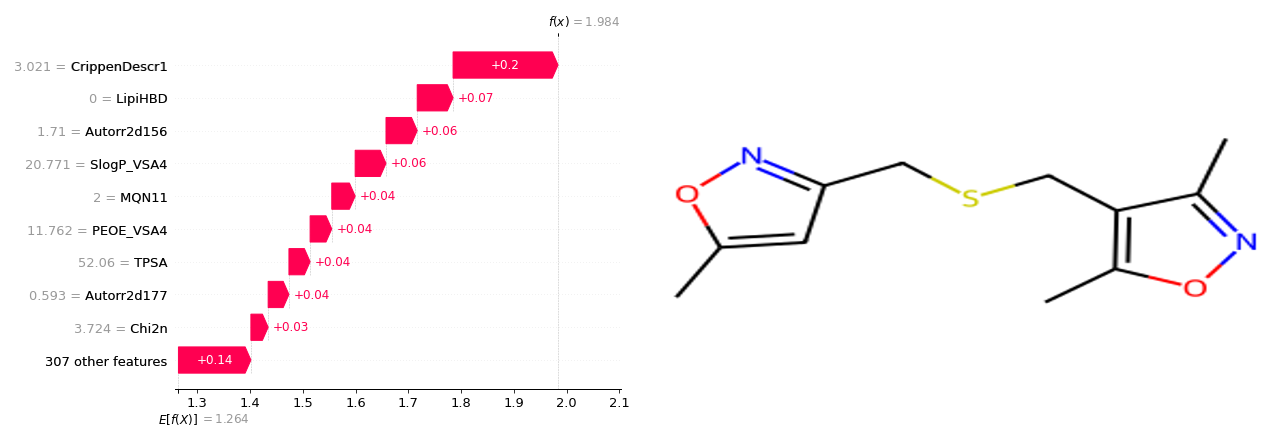 f(x) = 1.984
3.021 = CrippenDescr1 +0.2
0 = LipiHBD +0.07
1.71 = Autorr2d156 +0.06
20.771 = SlogP_VSA4 +0.06
2 = MQN11 +0.04
11.762 = PEOE_VSA4 +0.04
52.06 = TPSA +0.04
0.593 = Autorr2d177 +0.04
3.724 = Chi2n +0.03
307 other features +0.14
1.3 1.4 1.5 1.6 1.7 1.8 1.9 2.0 2.1
E[f(X)] = 1.264
N
O
S
N
O